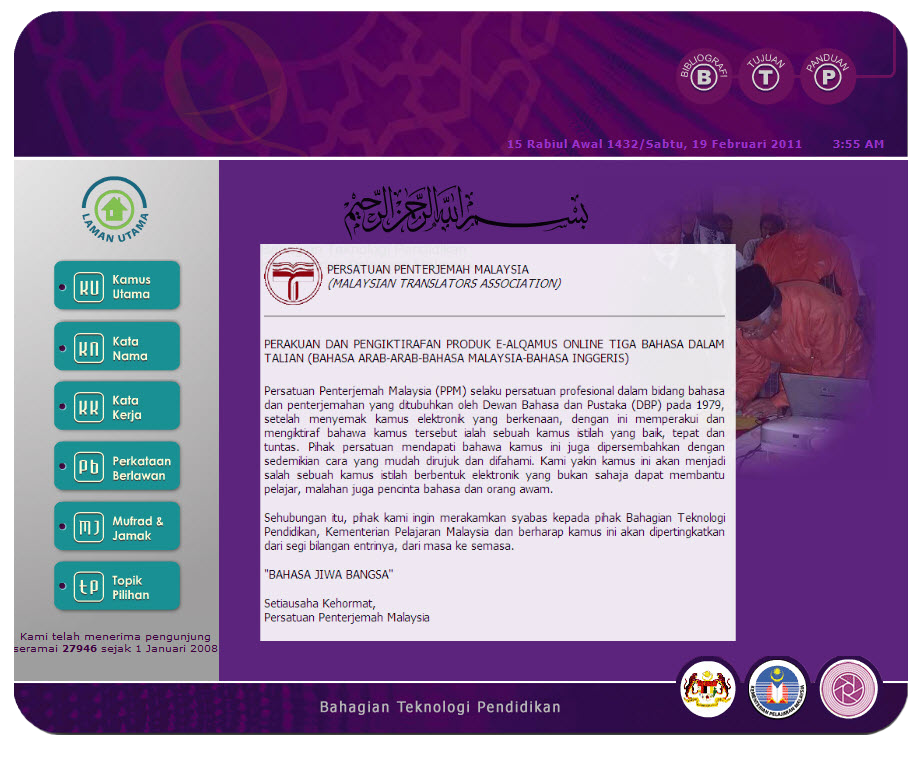 BIBLIOGRAFI
B
TUJUAN
T
PANDUAN
P
15 Rabiul Awal 1432/Sabtu, 19 Februari 2011 3:55 AM
LAMAN UTAMA
KU Kamus Utama
KN Kata Nama
KK Kata Kerja
Pb Perkataan Berlawan
MJ Mufrad & Jamak
tP Topik Pilihan
Kami telah menerima pengunjung
seramai 27946 sejak 1 Januari 2008
بسم الله الرحمن الرحيم
Teknologi Pendidikan
PERSATUAN PENTERJEMAH MALAYSIA
(MALAYSIAN TRANSLATORS ASSOCIATION)
PERAKUAN DAN PENGIKTIRAFAN PRODUK E-ALQAMUS ONLINE TIGA BAHASA DALAM
TALIAN (BAHASA ARAB-ARAB-BAHASA MALAYSIA-BAHASA INGGERIS)
Persatuan Penterjemah Malaysia (PPM) selaku persatuan profesional dalam bidang bahasa
dan penterjemahan yang ditubuhkan oleh Dewan Bahasa dan Pustaka (DBP) pada 1979,
setelah menyemak kamus elektronik yang berkenaan, dengan ini memperakui dan
mengiktiraf bahawa kamus tersebut ialah sebuah kamus istilah yang baik, tepat dan
tuntas. Pihak persatuan mendapati bahawa kamus ini juga dipersembahkan dengan
sedemikian cara yang mudah dirujuk dan difahami. Kami yakin kamus ini akan menjadi
salah sebuah kamus istilah berbentuk elektronik yang bukan sahaja dapat membantu
pelajar, malahan juga pencinta bahasa dan orang awam.
Sehubungan itu, pihak kami ingin merakamkan syabas kepada pihak Bahagian Teknologi
Pendidikan, Kementerian Pelajaran Malaysia dan berharap kamus ini akan dipertingkatkan
dari segi bilangan entrinya, dari masa ke semasa.
"BAHASA JIWA BANGSA"
Setiausaha Kehormat,
Persatuan Penterjemah Malaysia
Bahagian Teknologi Pendidikan
KEMENTERIAN PELAJARAN MALAYSIA